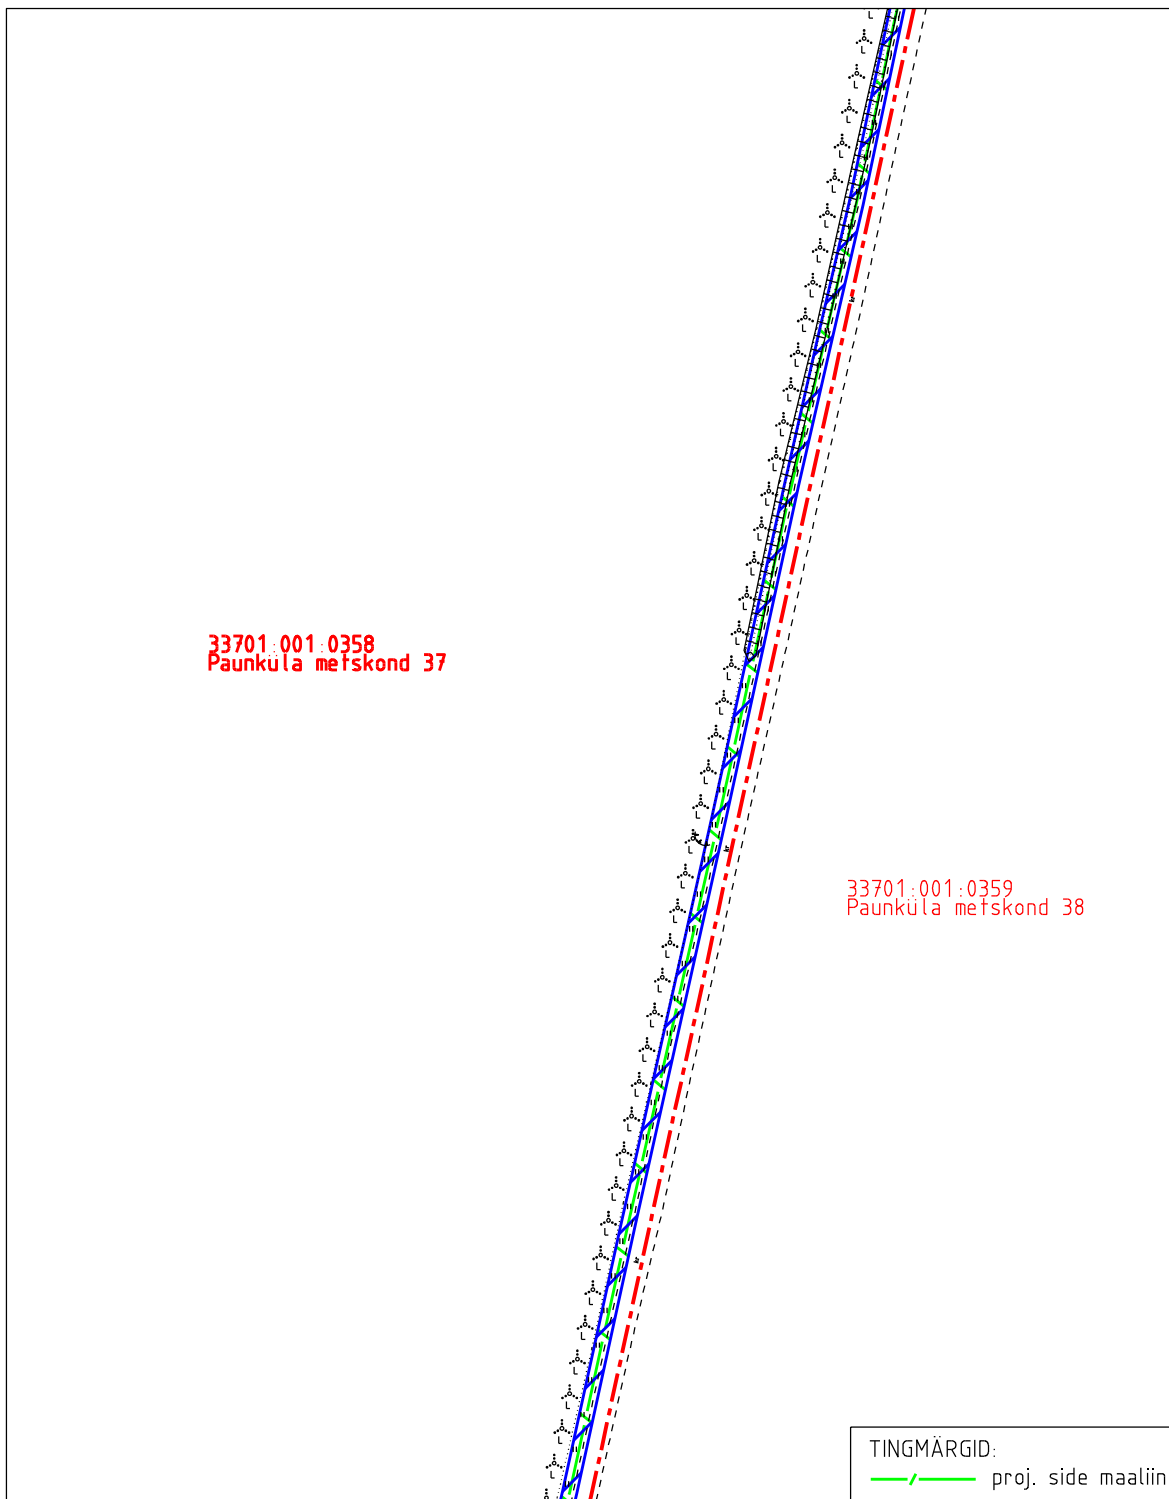 33701:001:0358
Paunküla metskond 37
33701:001:0359
Paunküla metskond 38
TINGMÄRGID:
proj. side maaliin